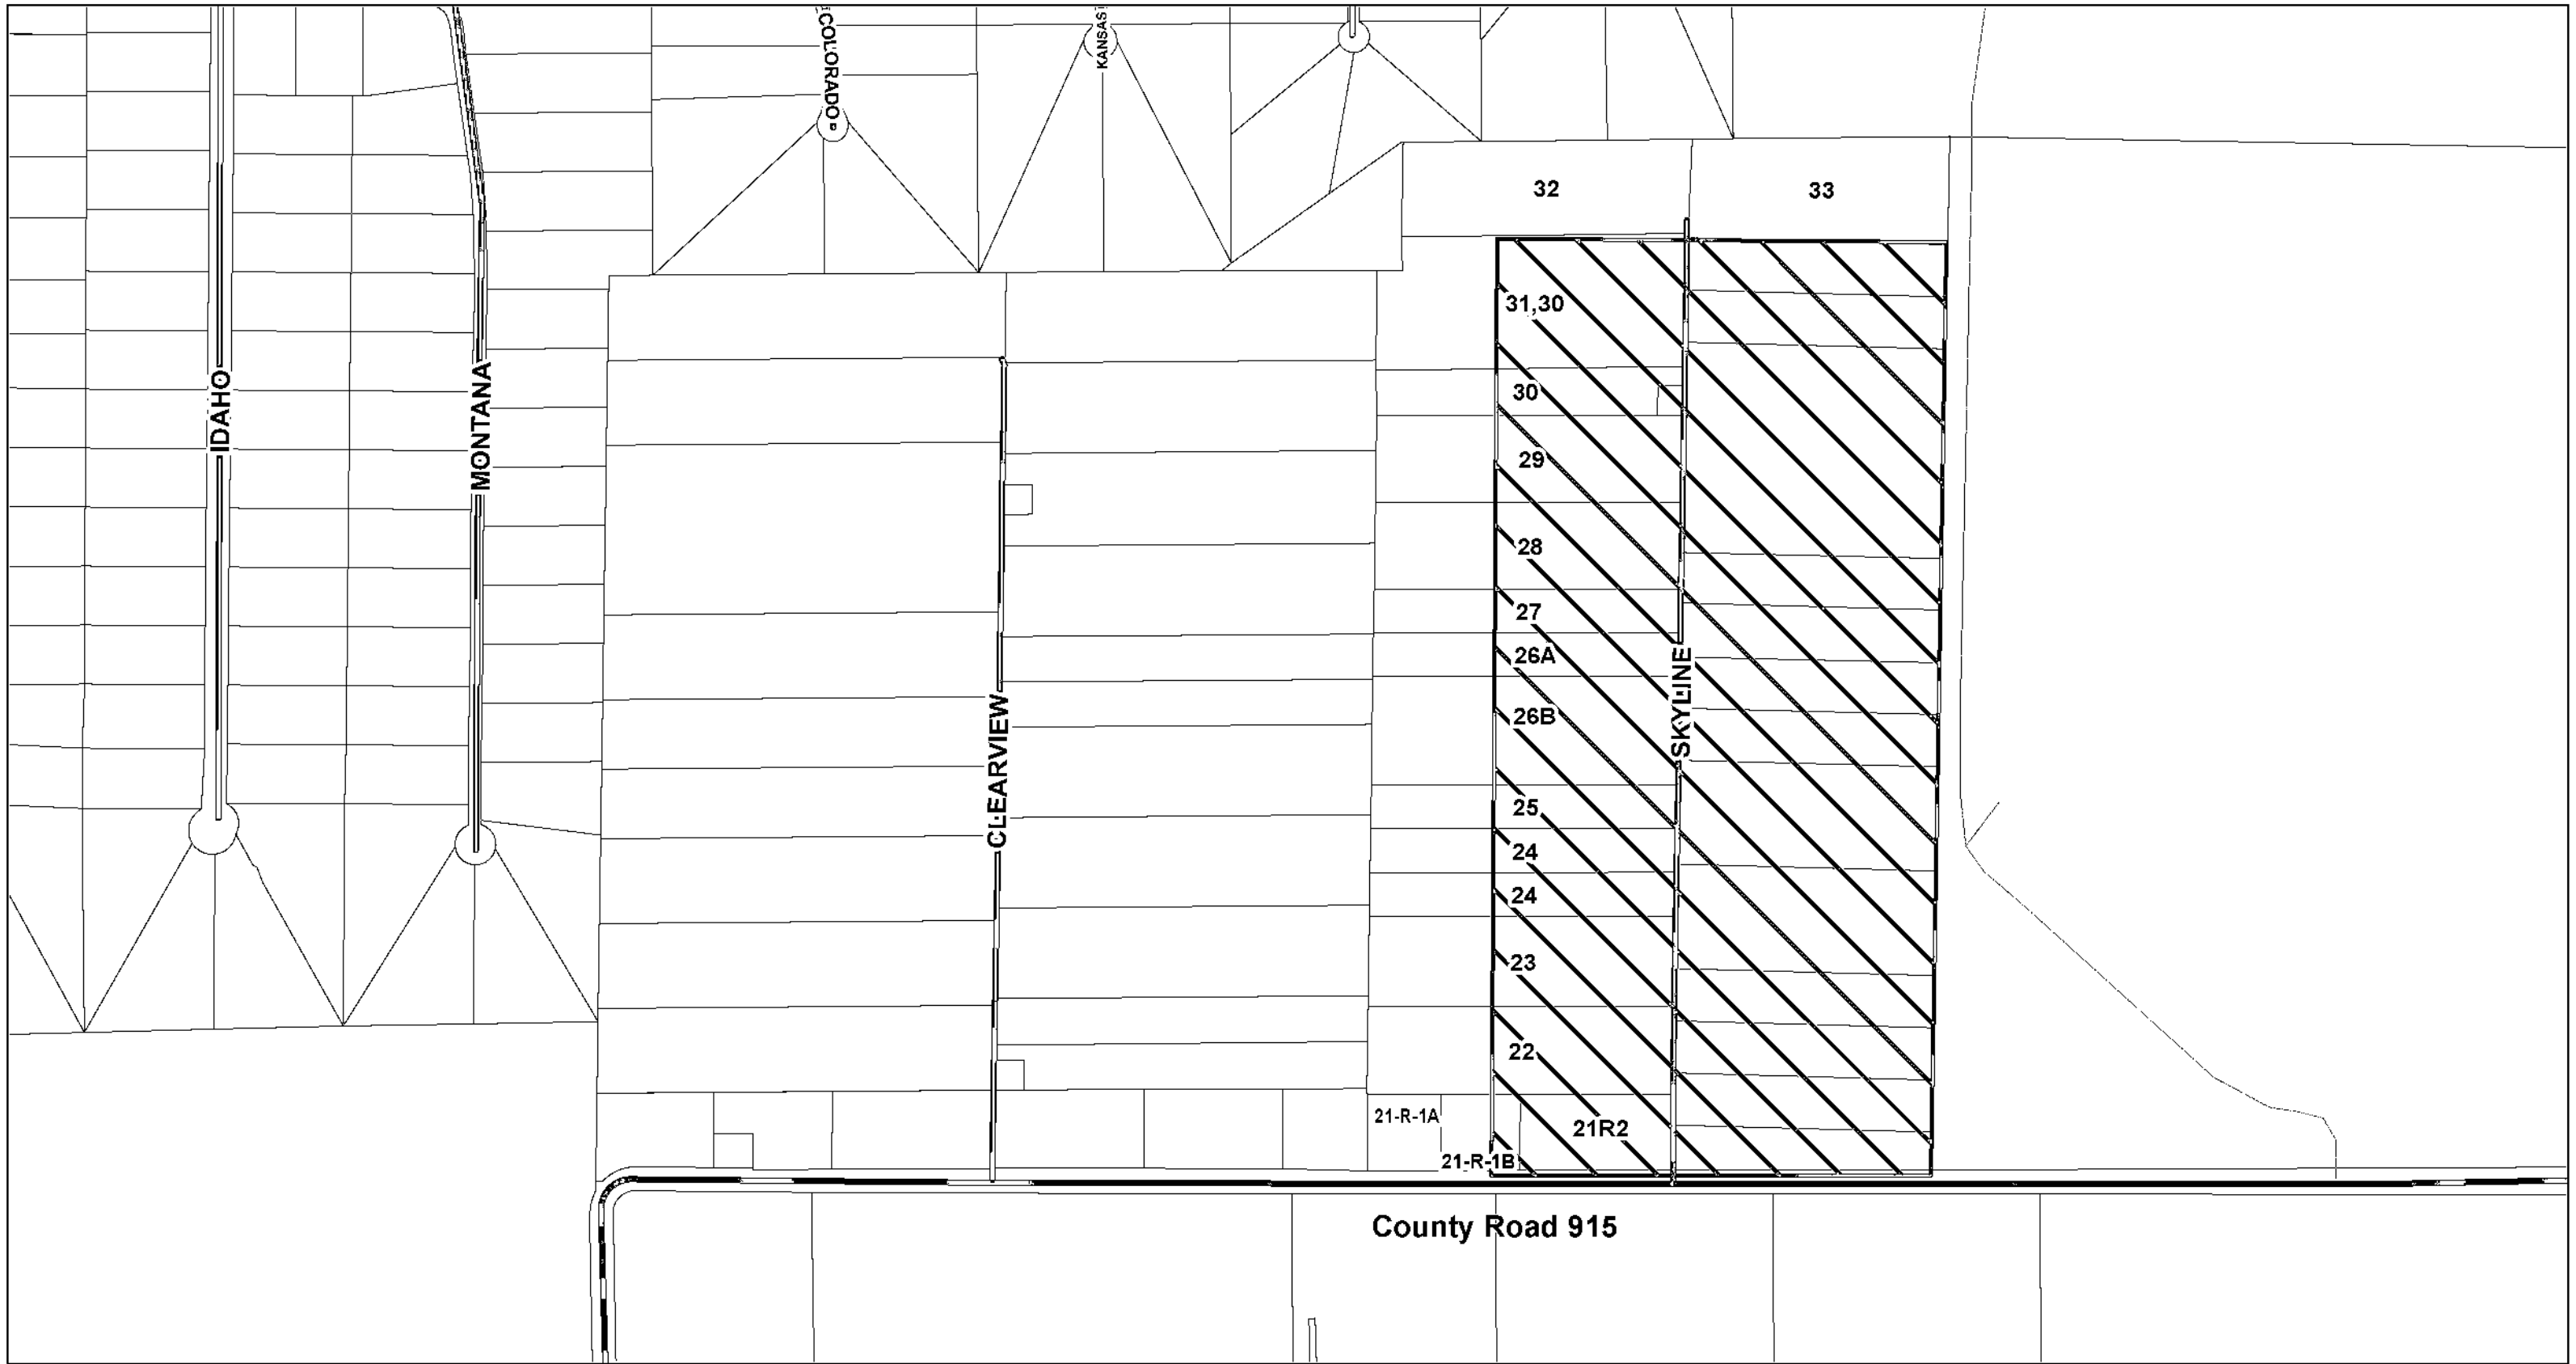 COLORADO
KANSAS
32
33
31,30
IDAHO
MONTANA
30
29
28
27
26A
SKYLINE
26B
CLEARVIEW
25
24
24
23
22
21-R-1A
21R2
21-R-1B
County Road 915